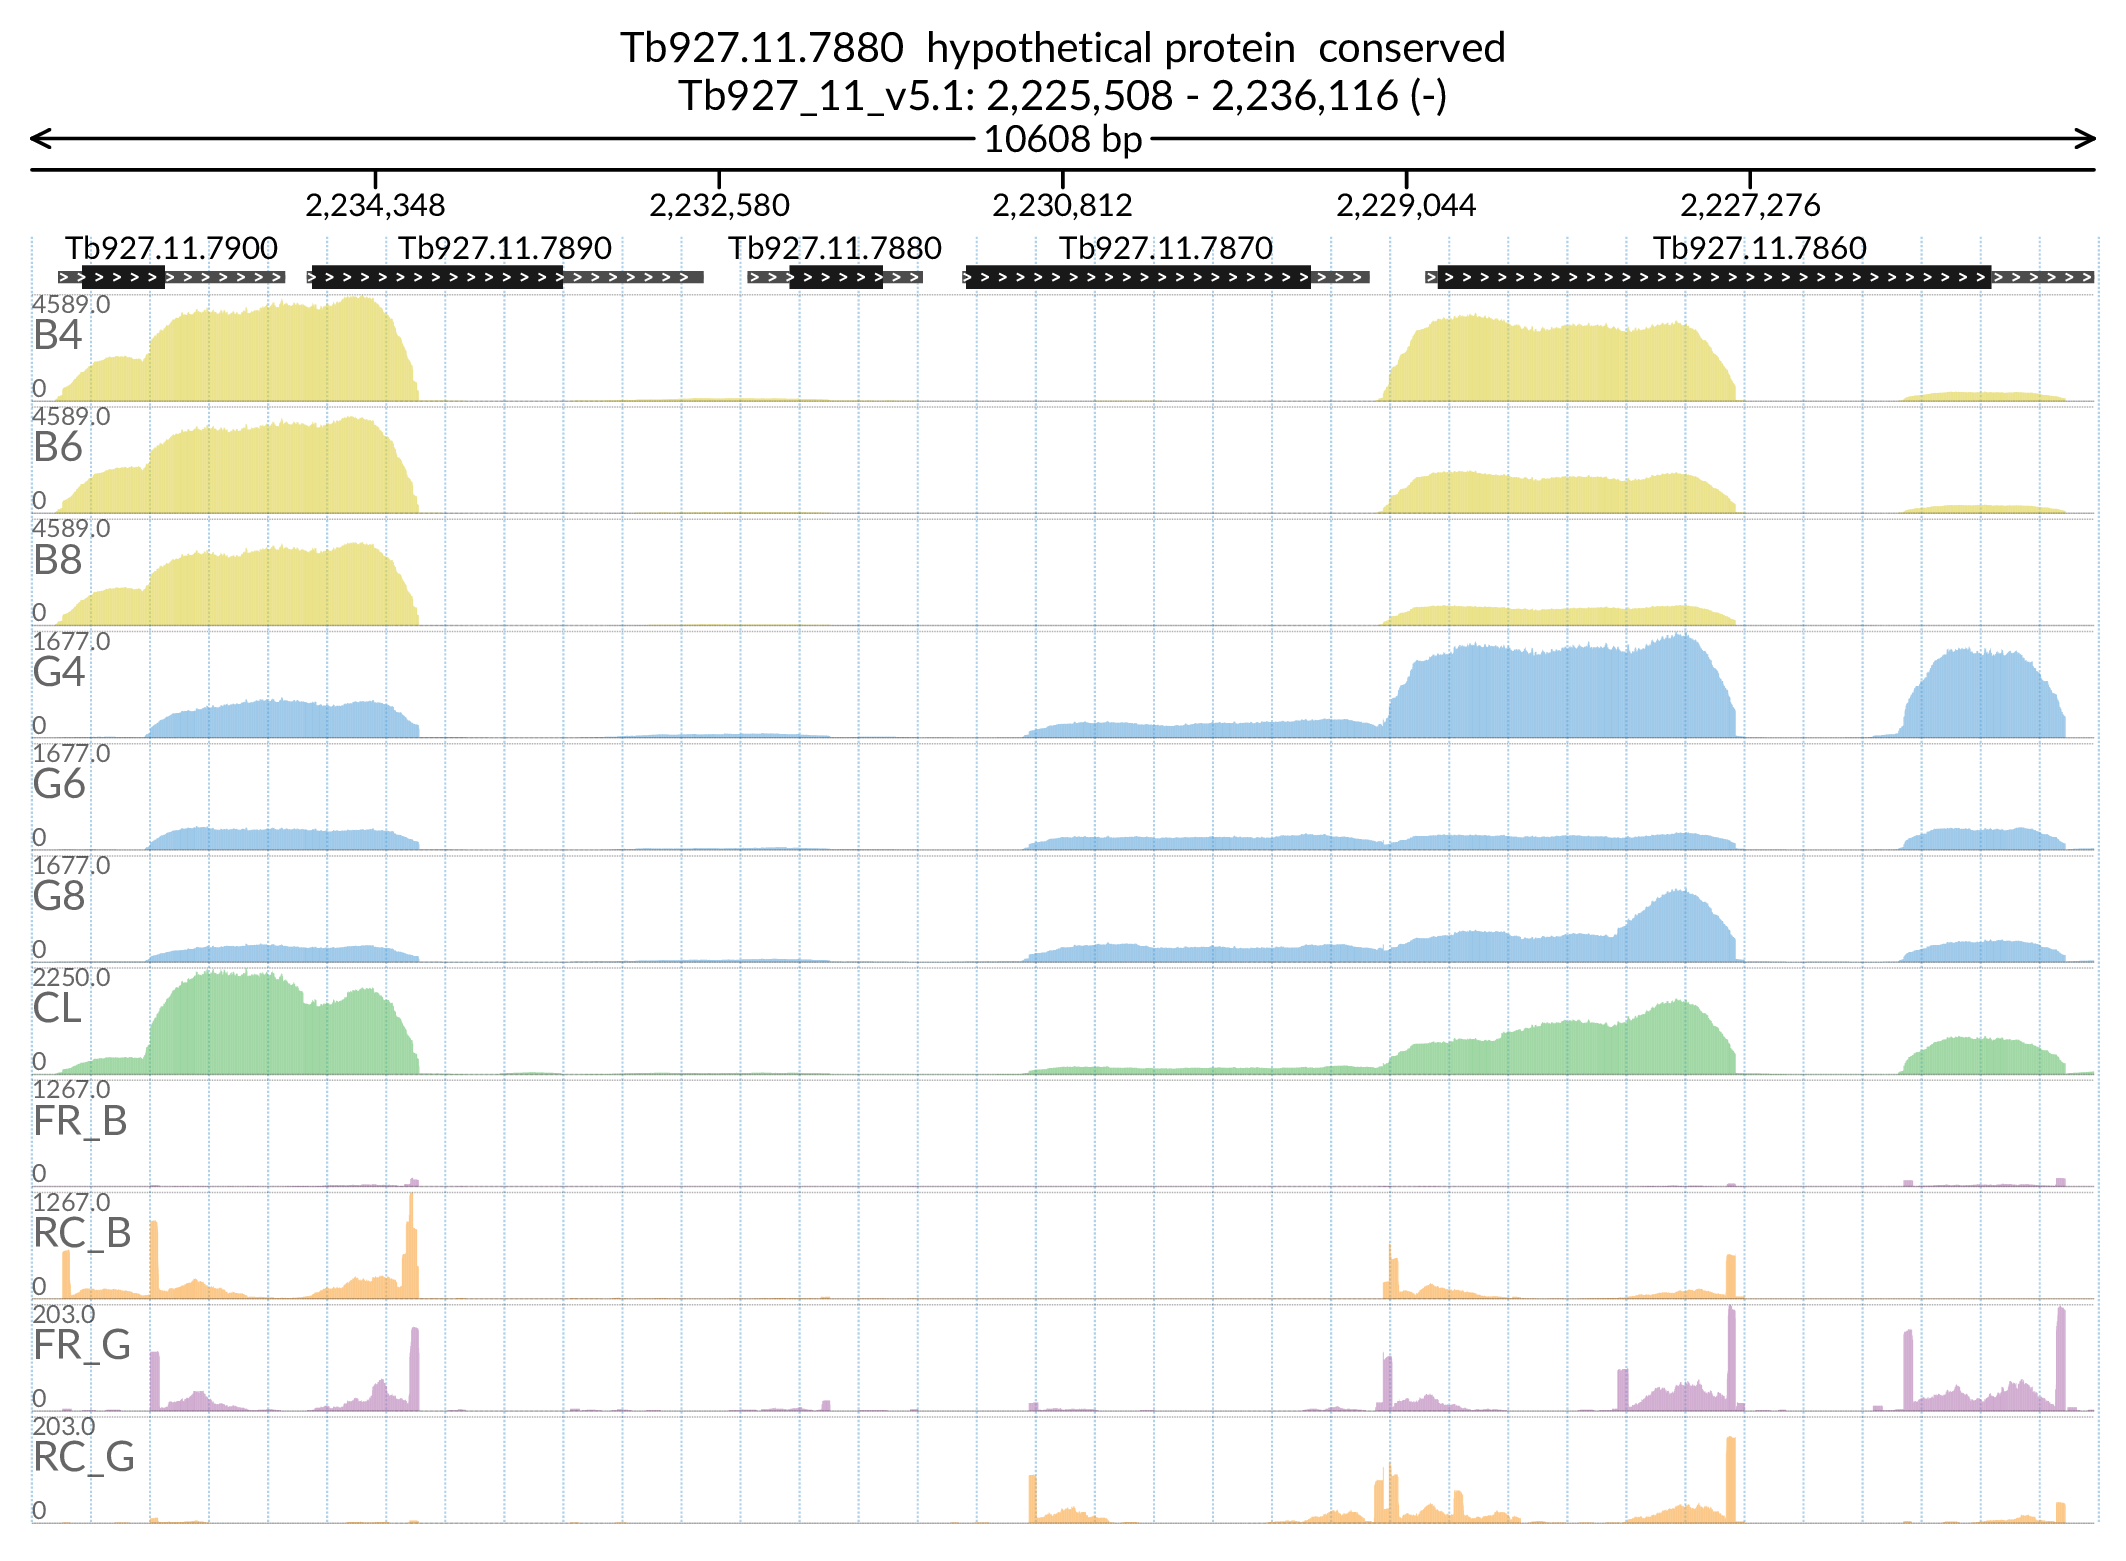 Tb927.11.7880 hypothetical protein conserved
Tb927_11_v5.1: 2,225,508 - 2,236,116 (-)
10608 bp
2,234,348 2,232,580 2,230,812 2,229,044 2,227,276
Tb927.11.7900 Tb927.11.7890 Tb927.11.7880 Tb927.11.7870 Tb927.11.7860
4589.0
B4
0
4589.0
B6
0
4589.0
B8
0
1677.0
G4
0
1677.0
G6
0
1677.0
G8
0
2250.0
CL
0
1267.0
FR_B
0
1267.0
RC_B
0
203.0
FR_G
0
203.0
RC_G
0